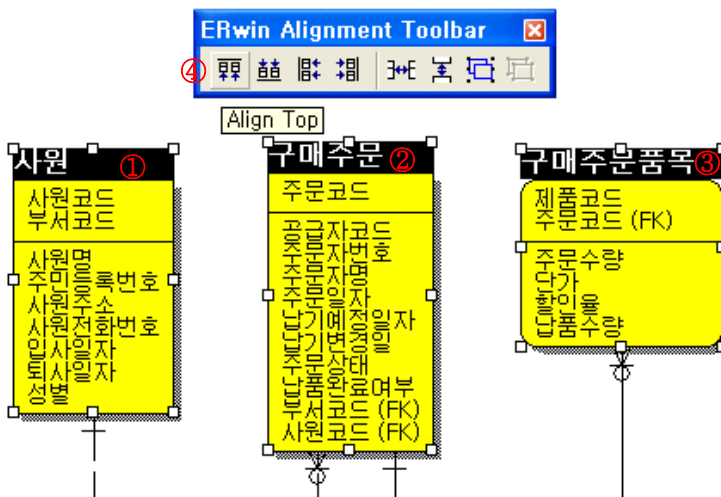 ERwin Alignment Toolbar
④
Align Top
사원 ①
사원코드
부서코드
사원명
주민등록번호
사원주소
사원전화번호
입사일자
퇴사일자
성별
구매주문 ②
주문코드
공급자코드
주문자번호
주문자명
주문일자
납기예정일자
납기변경일
주문상태
납품완료여부
부서코드 (FK)
사원코드 (FK)
구매주문품목 ③
제품코드
주문코드 (FK)
주문수량
단가
할인율
납품수량